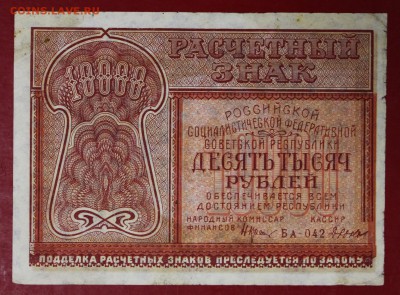 COINS.LAVE.RU
РАСЧЕТНЫЙ
ЗНАК
10000
РОССИЙСКОЙ
СОЦИАЛИСТИЧЕСКОЙ ФЕДЕРАТИВНОЙ
СОВЕТСКОЙ РЕСПУБЛИКИ
ДЕСЯТЬ ТЫСЯЧ
РУБЛЕЙ
ОБЕСПЕЧИВАЕТСЯ ВСЕМ
ДОСТОЯНИЕМ РЕСПУБЛИКИ
НАРОДНЫЙ КОМИССАР КАССИР
ФИНАНСОВ БА-042
ПОДДЕЛКА РАСЧЕТНЫХ ЗНАКОВ ПРЕСЛЕДУЕТСЯ ПО ЗАКОНУ